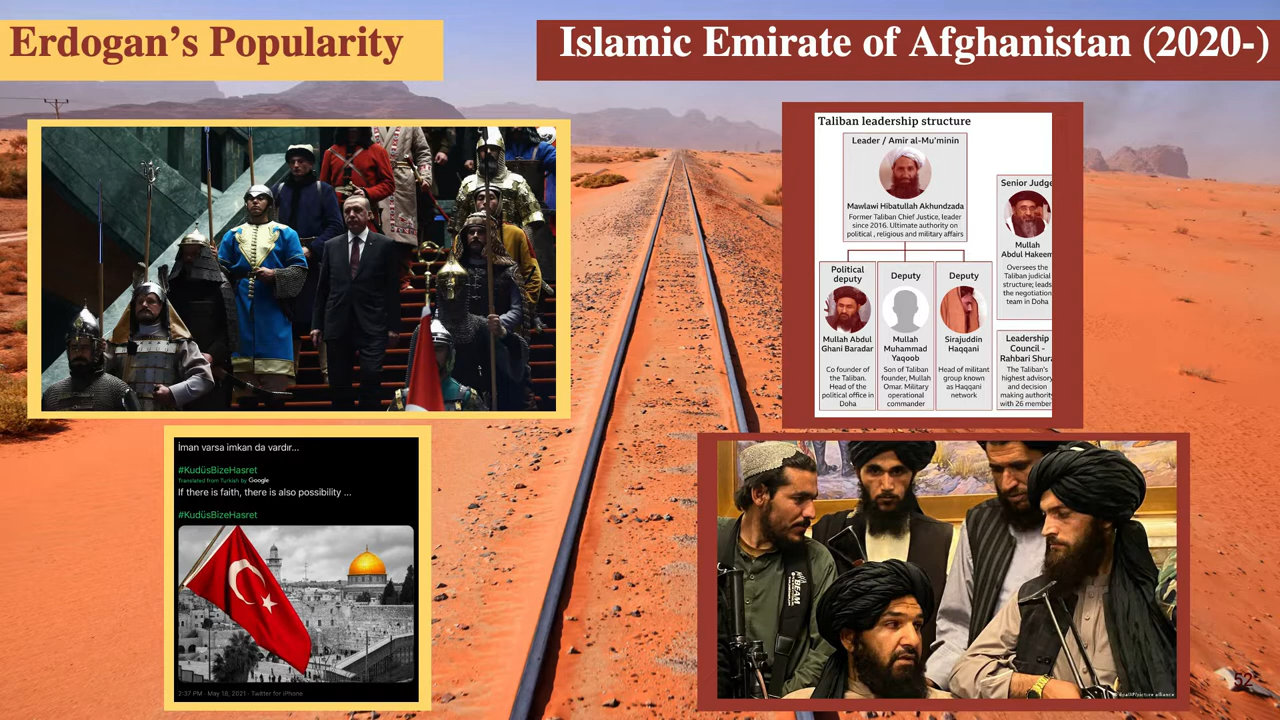 Erdogan's Popularity
Islamic Emirate of Afghanistan (2020-)
İman varsa imkan da vardır...
#KudüsBizeHasret
Translated from Turkish by Google
If there is faith, there is also possibility ...
#KudüsBizeHasret
3:37 PM · May 19, 2021 · Twitter for iPhone
Taliban leadership structure
Leader / Amir al-Mu'minin
Mawlawi Hibatullah Akhundzada
Former Taliban Chief Justice, leader
since 2016. Ultimate authority on
political , religious and military affairs
Political
deputy
Mullah Abdul
Ghani Baradar
Co founder of
the Taliban.
Head of the
political office in
Doha
Deputy
Mullah
Muhammad
Yaqoob
Son of Taliban
founder, Mullah
Omar. Military
operational
commander
Deputy
Sirajuddin
Haqqani
Head of militant
group known
as Haqqani
network
Senior Judge
Mullah
Abdul Hakeem
Oversees the
Taliban judicial
structure; leads
the negotiation
team in Doha
Leadership
Council -
Rahbari Shura
The Taliban's
highest advisory
and decision
making authority
with 26 member
BEAM
/picture alliance
52